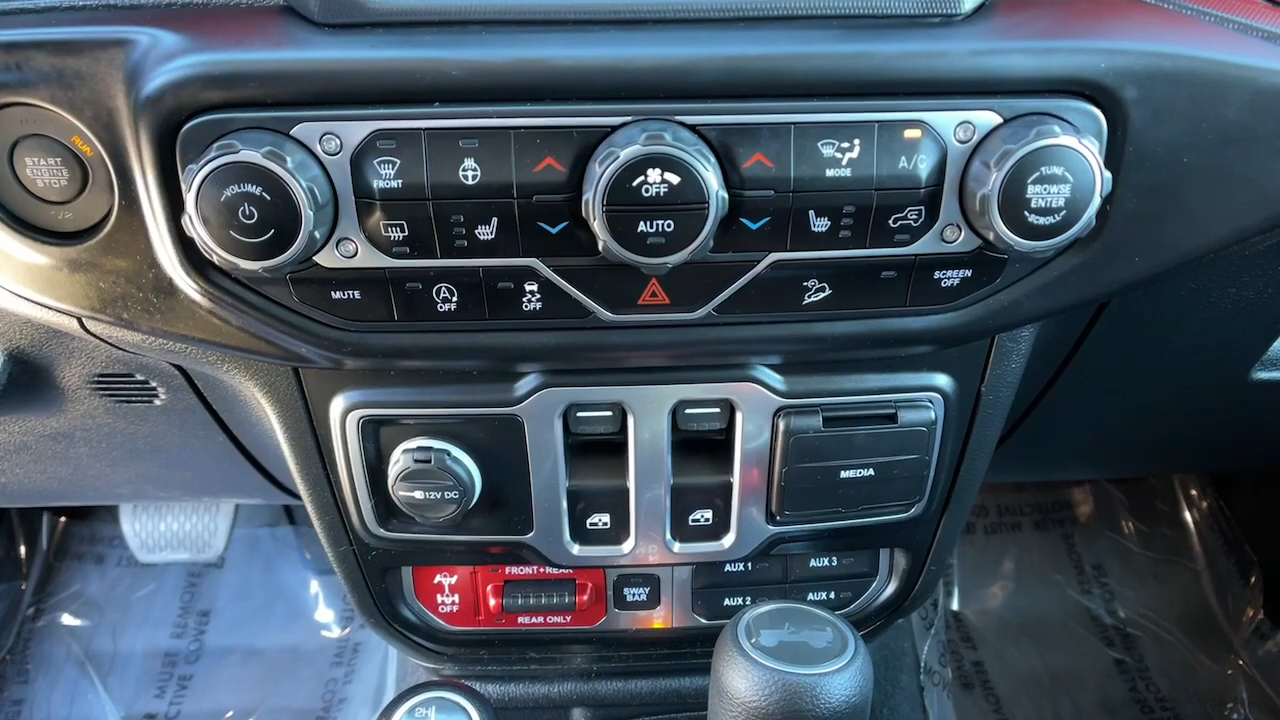 RUN
START
ENGINE
STOP
VOLUME
FRONT
OFF
AUTO
MODE
A/C
TUNE
BROWSE
ENTER
SCROLL
MUTE
A
OFF
OFF
SCREEN
OFF
12V DC
MEDIA
OFF
FRONT+REAR
REAR ONLY
SWAY
BAR
AUX 1
AUX 3
AUX 2
AUX 4
2H